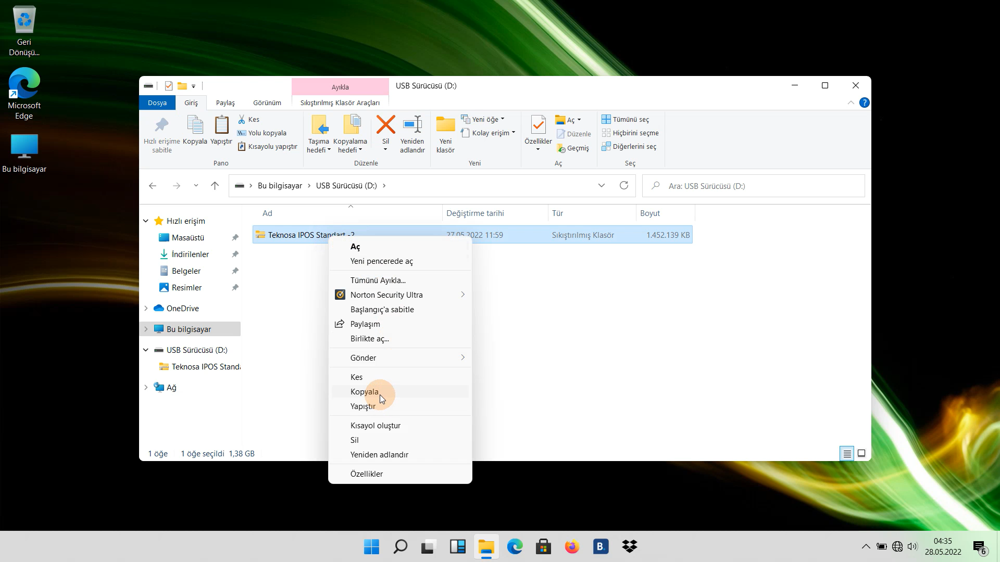 Geri
Dönüşü...
Microsoft
Edge
Bu bilgisayar
Ayıkla
USB Sürücüsü (D:)
Dosya
Giriş
Paylaş
Görünüm
Sıkıştırılmış Klasör Araçları
Hızlı erişime
sabitle
Kopyala
Yapıştır
Kes
Yolu kopyala
Kısayolu yapıştır
Pano
Taşıma
hedefi
Kopyalama
hedefi
Sil
Yeniden
adlandır
Düzenle
Yeni
klasör
Yeni öğe
Kolay erişim
Yeni
Özellikler
Aç
Düzenle
Geçmiş
Aç
Tümünü seç
Hiçbirini seçme
Diğerlerini seç
Seç
Bu bilgisayar
USB Sürücüsü (D:)
Ara: USB Sürücüsü (D:)
Hızlı erişim
Masaüstü
İndirilenler
Belgeler
Resimler
OneDrive
Bu bilgisayar
USB Sürücüsü (D:)
Teknosa IPOS Standa
Ağ
Ad
Değiştirme tarihi
Tür
Boyut
Teknosa IPOS Standart -2
27.05.2022 11:59
Sıkıştırılmış Klasör
1.452.139 KB
Aç
Yeni pencerede aç
Tümünü Ayıkla...
Norton Security Ultra
Başlangıç'a sabitle
Paylaşım
Birlikte aç...
Gönder
Kes
Kopyala
Yapıştır
Kısayol oluştur
Sil
Yeniden adlandır
Özellikler
1 öğe
1 öğe seçildi 1,38 GB
B.
04:35
28.05.2022
6